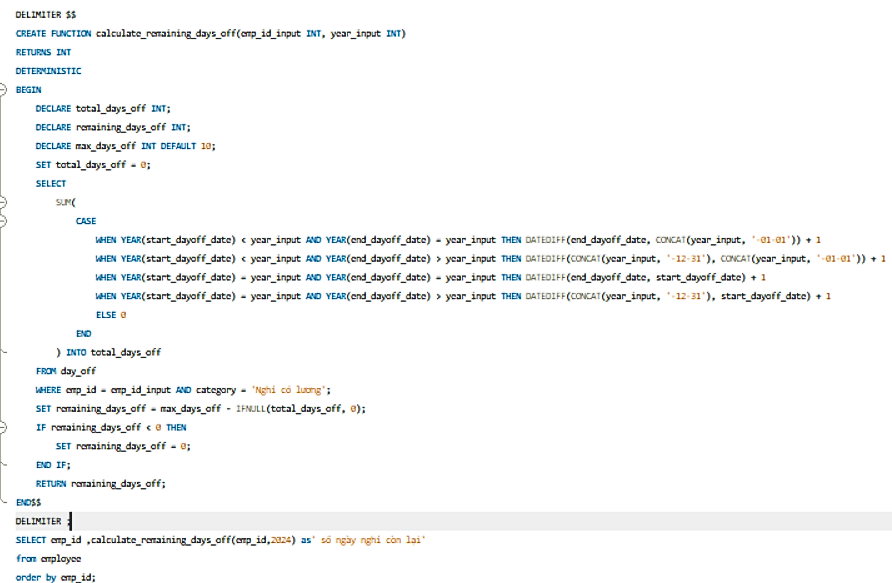 DELIMITER $$
CREATE FUNCTION calculate_remaining_days_off(emp_id_input INT, year_input INT)
RETURNS INT
DETERMINISTIC
BEGIN
DECLARE total_days_off INT;
DECLARE remaining_days_off INT;
DECLARE max_days_off INT DEFAULT 10;
SET total_days_off = 0;
SELECT
SUM(
CASE
WHEN YEAR(start_dayoff_date) < year_input AND YEAR(end_dayoff_date) = year_input THEN DATEDIFF(end_dayoff_date, CONCAT(year_input, '-01-01')) + 1
WHEN YEAR(start_dayoff_date) < year_input AND YEAR(end_dayoff_date) > year_input THEN DATEDIFF(CONCAT(year_input, '-12-31'), CONCAT(year_input, '-01-01')) + 1
WHEN YEAR(start_dayoff_date) = year_input AND YEAR(end_dayoff_date) = year_input THEN DATEDIFF(end_dayoff_date, start_dayoff_date) + 1
WHEN YEAR(start_dayoff_date) = year_input AND YEAR(end_dayoff_date) > year_input THEN DATEDIFF(CONCAT(year_input, '-12-31'), start_dayoff_date) + 1
ELSE 0
END
) INTO total_days_off
FROM day_off
WHERE emp_id = emp_id_input AND category = 'Nghỉ có lương';
SET remaining_days_off = max_days_off - IFNULL(total_days_off, 0);
IF remaining_days_off < 0 THEN
SET remaining_days_off = 0;
END IF;
RETURN remaining_days_off;
END$$
DELIMITER ;
SELECT emp_id ,calculate_remaining_days_off(emp_id,2024) as' số ngày nghỉ còn lại'
from employee
order by emp_id;